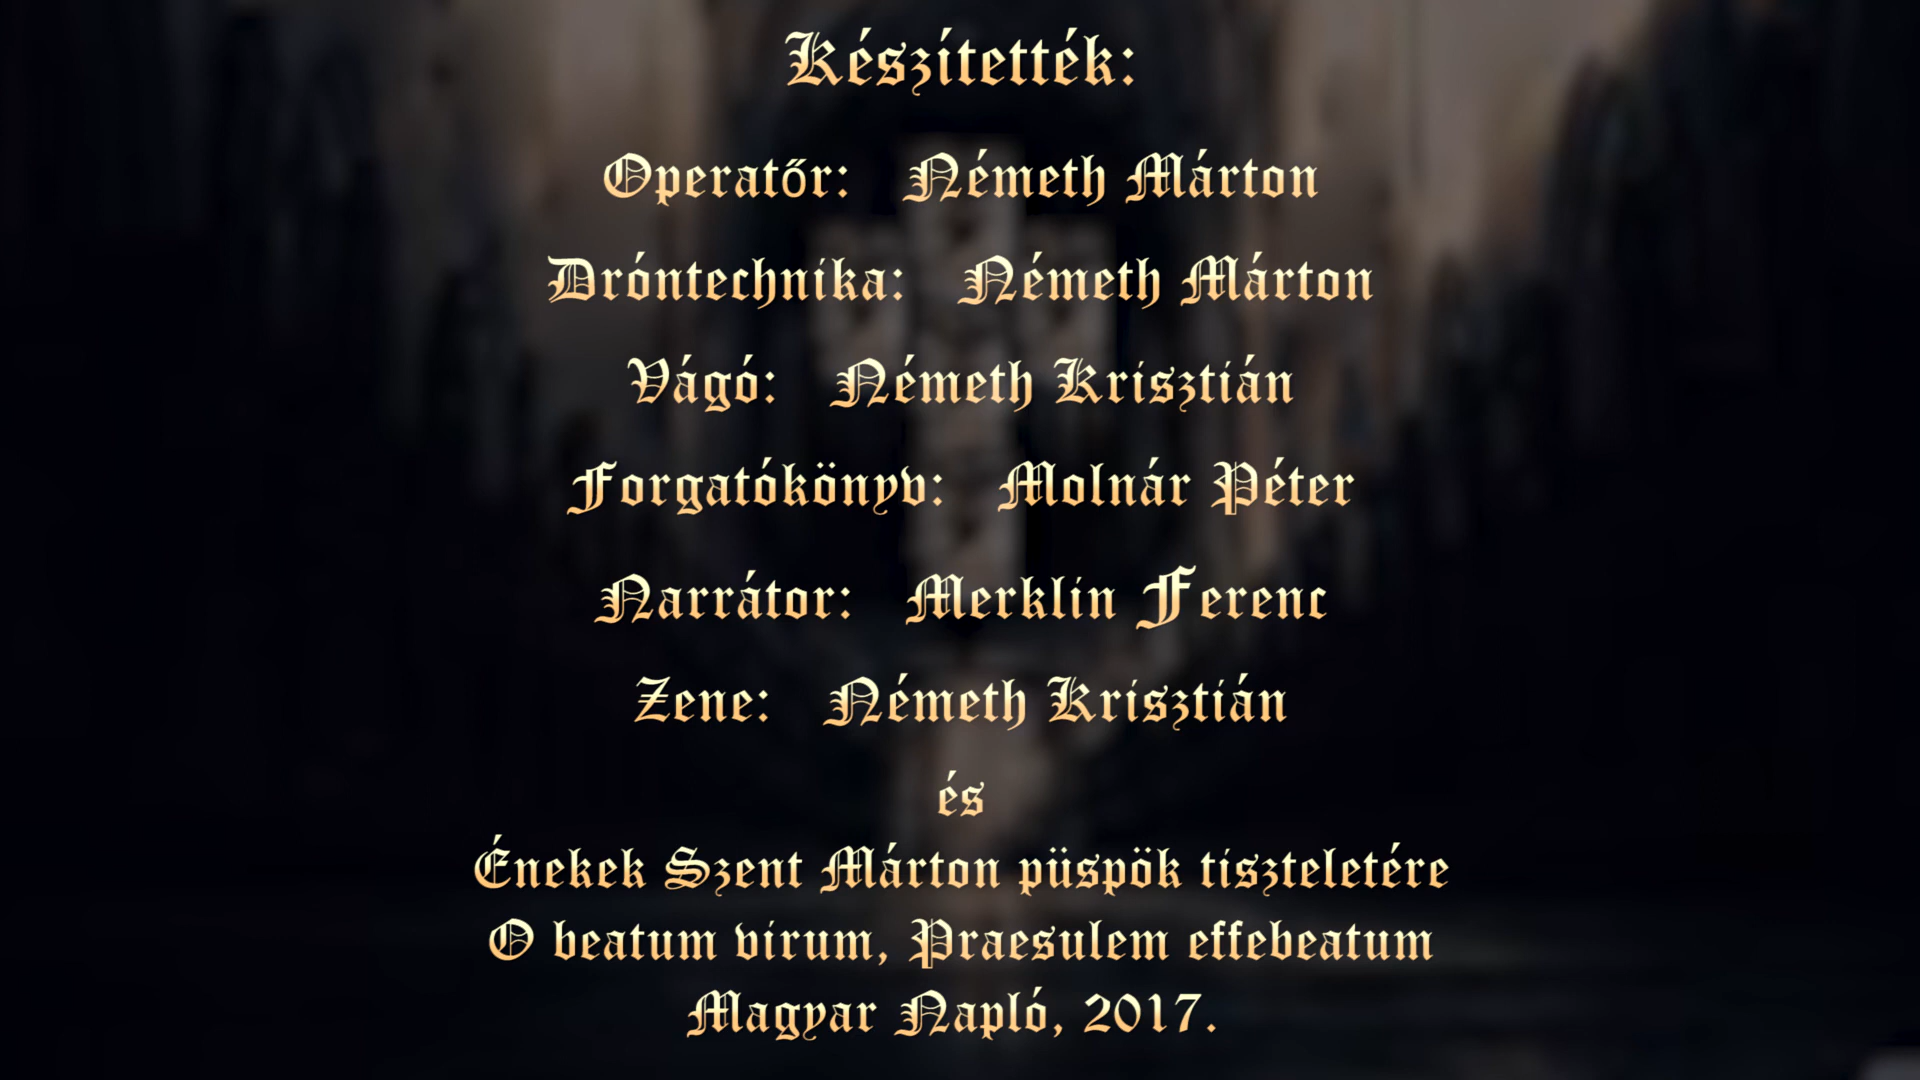 Készítették:
Operatőr: Németh Márton
Dróntechnika: Németh Márton
Vágó: Németh Krisztián
Forgatókönyv: Molnár Péter
Narrátor: Merklin Ferenc
Zene: Németh Krisztián
és
Énekek Szent Márton püspök tiszteletére
O beatum virum, Praesulem effebeatum
Magyar Napló, 2017.